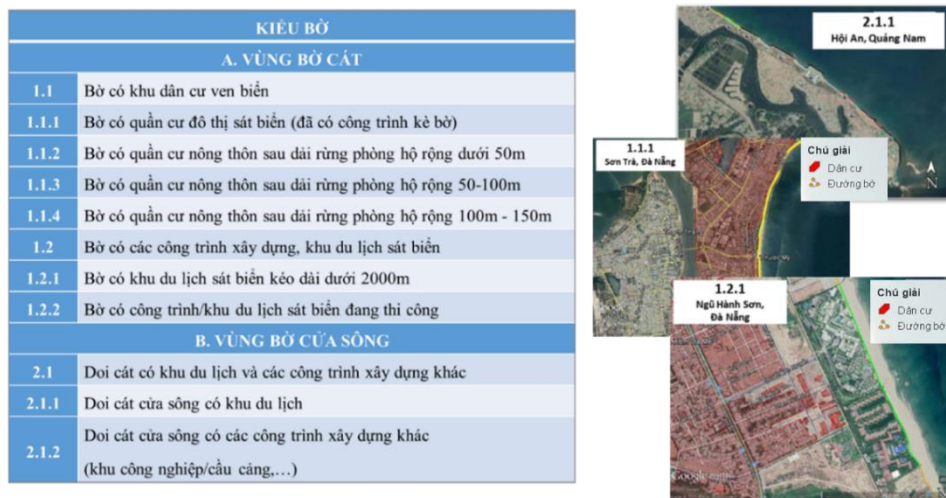 KIỂU BỜ
A. VÙNG BỜ CÁT
1.1 Bờ có khu dân cư ven biển
1.1.1 Bờ có quần cư đô thị sát biển (đã có công trình kè bờ)
1.1.2 Bờ có quần cư nông thôn sau dải rừng phòng hộ rộng dưới 50m
1.1.3 Bờ có quần cư nông thôn sau dải rừng phòng hộ rộng 50-100m
1.1.4 Bờ có quần cư nông thôn sau dải rừng phòng hộ rộng 100m - 150m
1.2 Bờ có các công trình xây dựng, khu du lịch sát biển
1.2.1 Bờ có khu du lịch sát biển kéo dài dưới 2000m
1.2.2 Bờ có công trình/khu du lịch sát biển đang thi công
B. VÙNG BỜ CỬA SÔNG
2.1 Doi cát có khu du lịch và các công trình xây dựng khác
2.1.1 Doi cát cửa sông có khu du lịch
2.1.2 Doi cát cửa sông có các công trình xây dựng khác
(khu công nghiệp/cầu cảng,…)
2.1.1
Hội An, Quảng Nam
Chú giải
Dân cư
Đường bờ
N
1.1.1
Sơn Trà, Đà Nẵng
1.2.1
Ngũ Hành Sơn,
Đà Nẵng
Chú giải
Dân cư
Đường bờ